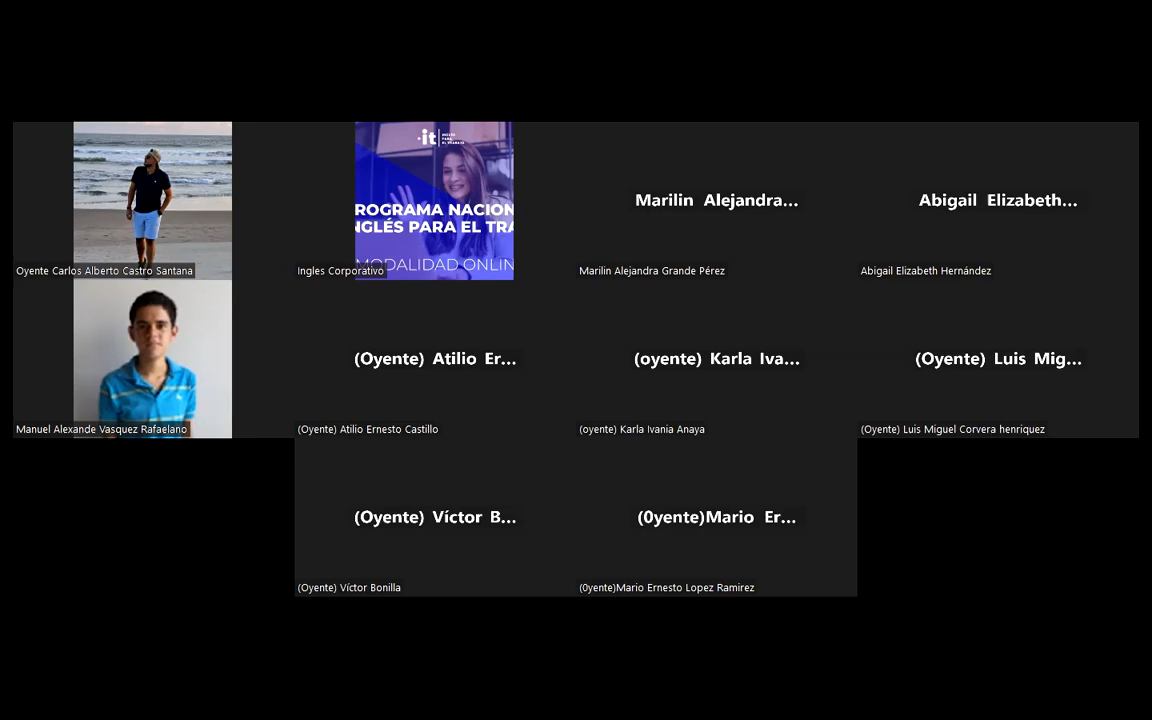 ·it
Marilin Alejandra...
Abigail Elizabeth...
ROGRAMA NACION
NGLÉS PARA EL TRA
MODALIDAD ONLIN
Oyente Carlos Alberto Castro Santana
Ingles Corporativo
Marilin Alejandra Grande Pérez
Abigail Elizabeth Hernández
(Oyente) Atilio Er...
(oyente) Karla Iva...
(Oyente) Luis Mig...
Manuel Alexande Vasquez Rafaelano
(Oyente) Atilio Ernesto Castillo
(oyente) Karla Ivania Anaya
(Oyente) Luis Miguel Corvera henriquez
(Oyente) Víctor B...
(0yente)Mario Er...
(Oyente) Víctor Bonilla
(0yente)Mario Ernesto Lopez Ramirez